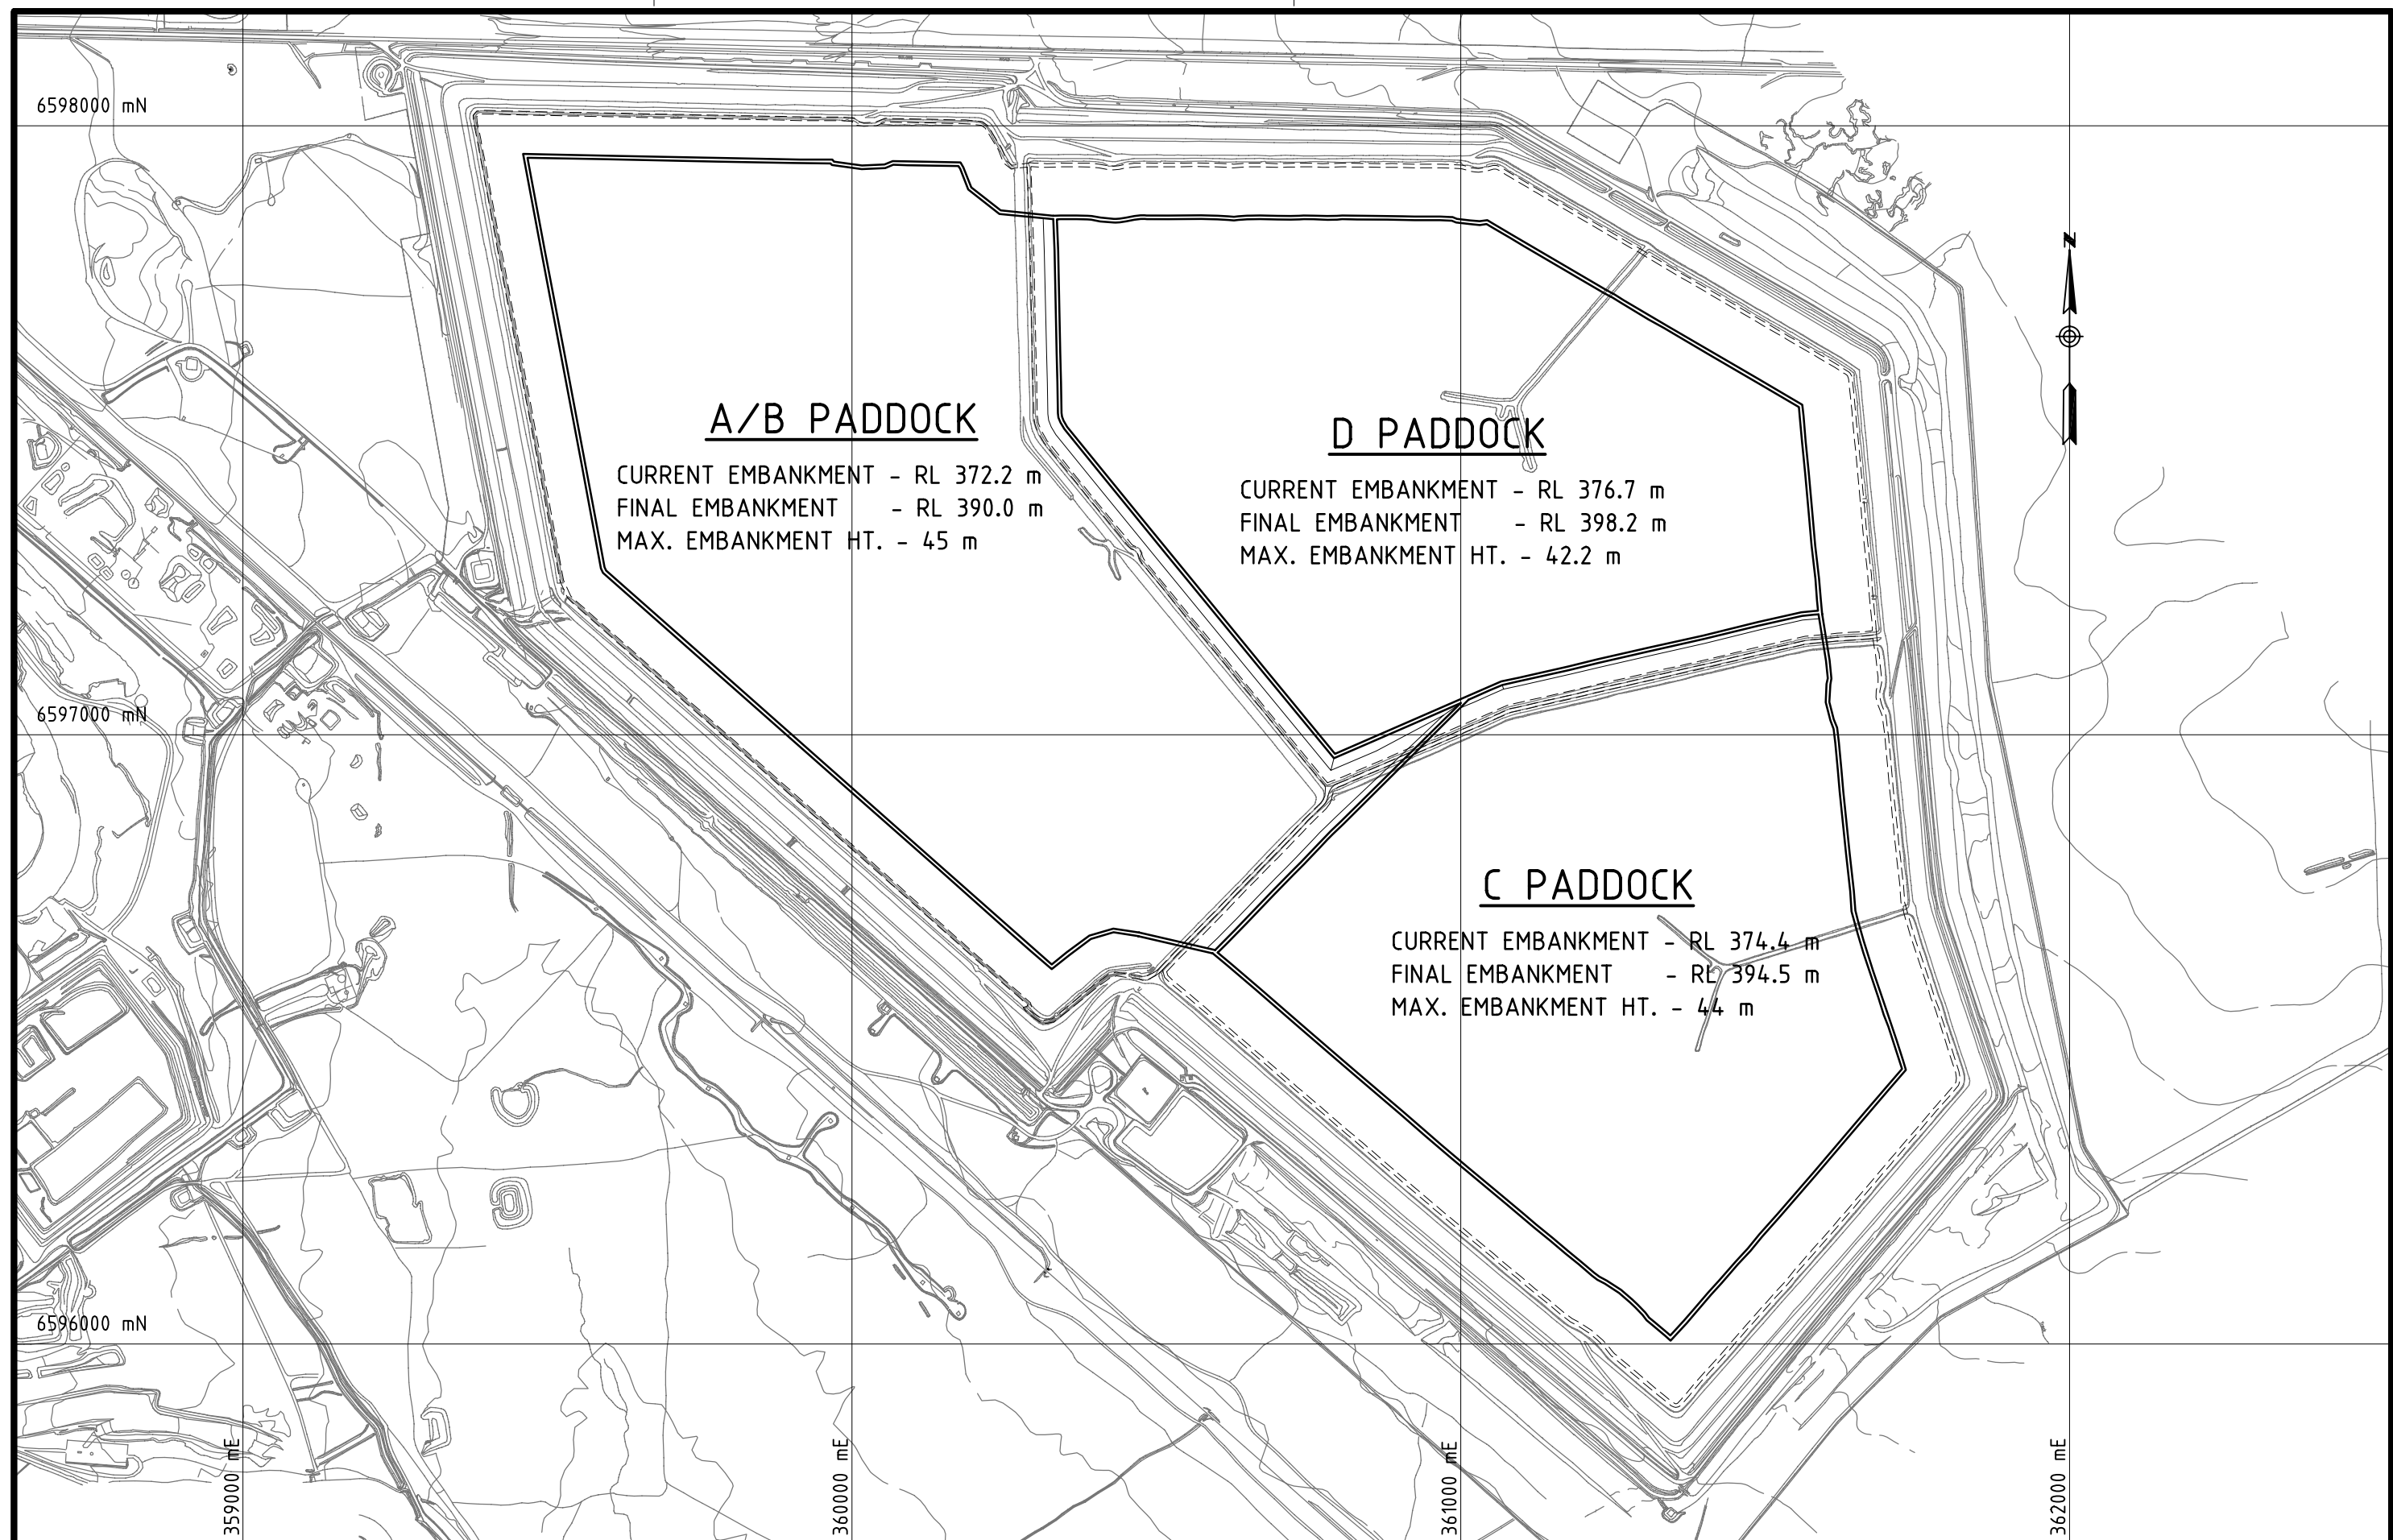 6598000 mN
N
A/B PADDOCK
CURRENT EMBANKMENT - RL 372.2 m
FINAL EMBANKMENT - RL 390.0 m
MAX. EMBANKMENT HT. - 45 m
D PADDOCK
CURRENT EMBANKMENT - RL 376.7 m
FINAL EMBANKMENT - RL 398.2 m
MAX. EMBANKMENT HT. - 42.2 m
6597000 mN
C PADDOCK
CURRENT EMBANKMENT - RL 374.4 m
FINAL EMBANKMENT - RL 394.5 m
MAX. EMBANKMENT HT. - 44 m
6596000 mN
359000 mE
360000 mE
361000 mE
362000 mE